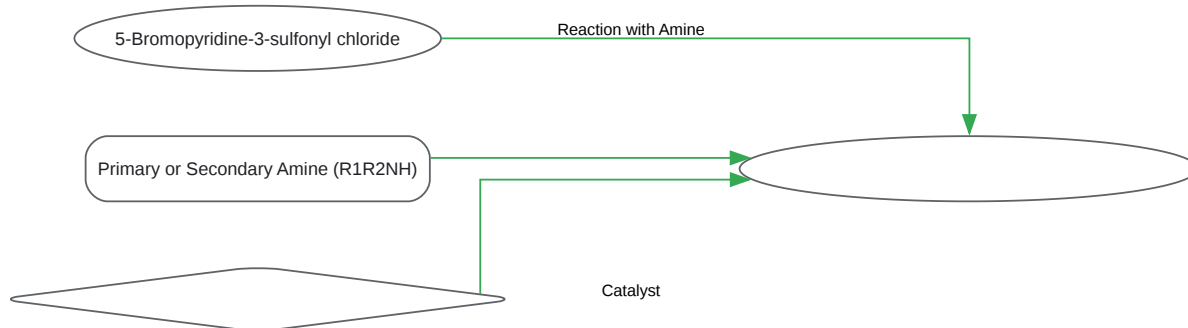 Reaction with Amine
5-Bromopyridine-3-sulfonyl chloride
Primary or Secondary Amine (R1R2NH)
Catalyst